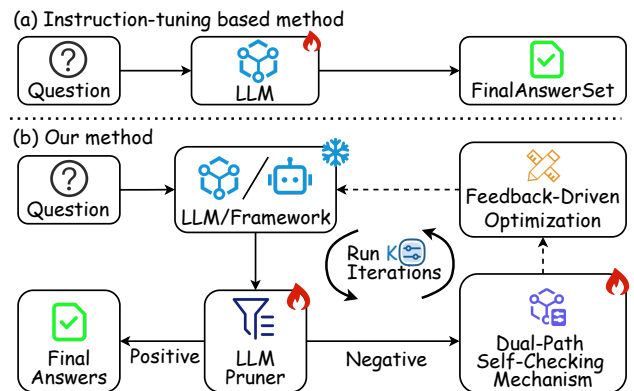 (a) Instruction-tuning based method
Question
LLM
FinalAnswerSet
(b) Our method
Question
LLM/Framework
Feedback-Driven
Optimization
Run K
Iterations
Final
Answers
Positive
LLM
Pruner
Negative
Dual-Path
Self-Checking
Mechanism